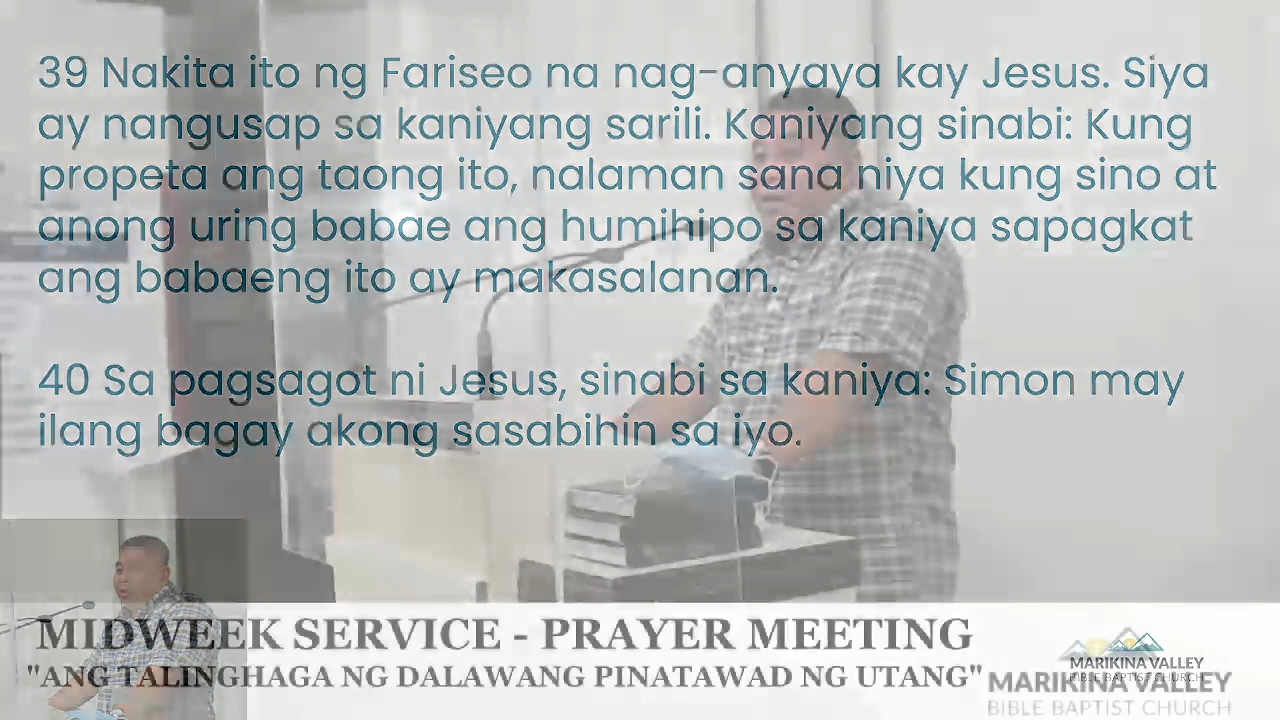 39 Nakita ito ng Fariseo na nag-anyaya kay Jesus. Siya
ay nangusap sa kaniyang sarili. Kaniyang sinabi: Kung
propeta ang taong ito, nalaman sana niya kung sino at
anong uring babae ang humihipo sa kaniya sapagkat
ang babaeng ito ay makasalanan.
40 Sa pagsagot ni Jesus, sinabi sa kaniya: Simon may
ilang bagay akong sasabihin sa iyo.
MIDWEEK SERVICE - PRAYER MEETING
"ANG TALINGHAGA NG DALAWANG PINATAWAD NG UTANG"
MARIKINA VALLEY
BIBLE BAPTIST CHURCH
MARIKINA VALLEY
BIBLE BAPTIST CHURCH